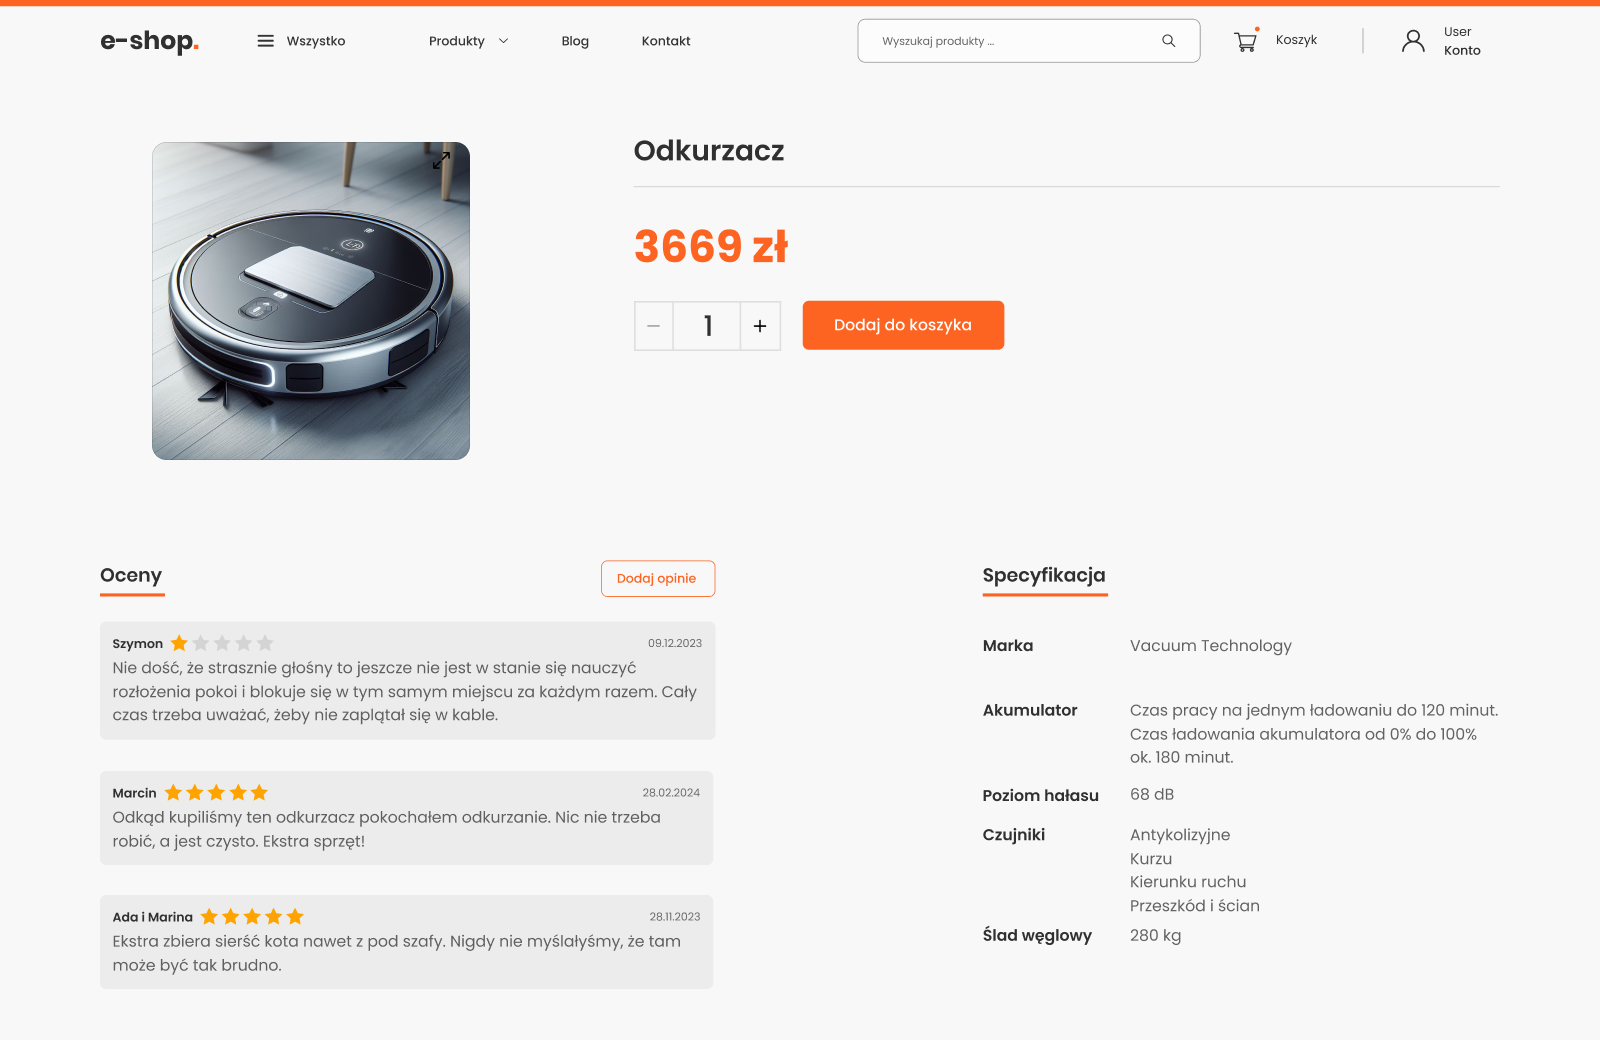 e-shop.
Wszystko
Produkty
Blog
Kontakt
Wyszukaj produkty ...
Koszyk
User
Konto
Odkurzacz
3669 zł
1
Dodaj do koszyka
Oceny
Dodaj opinie
Szymon
09.12.2023
Nie dość, że strasznie głośny to jeszcze nie jest w stanie się nauczyć
rozłożenia pokoi i blokuje się w tym samym miejscu za każdym razem. Cały
czas trzeba uważać, żeby nie zaplątał się w kable.
Marcin
28.02.2024
Odkąd kupiliśmy ten odkurzacz pokochałem odkurzanie. Nic nie trzeba
robić, a jest czysto. Ekstra sprzęt!
Ada i Marina
28.11.2023
Ekstra zbiera sierść kota nawet z pod szafy. Nigdy nie myślałyśmy, że tam
może być tak brudno.
Specyfikacja
Marka
Vacuum Technology
Akumulator
Czas pracy na jednym ładowaniu do 120 minut.
Czas ładowania akumulatora od 0% do 100%
ok. 180 minut.
Poziom hałasu
68 dB
Czujniki
Antykolizyjne
Kurzu
Kierunku ruchu
Przeszkód i ścian
Ślad węglowy
280 kg